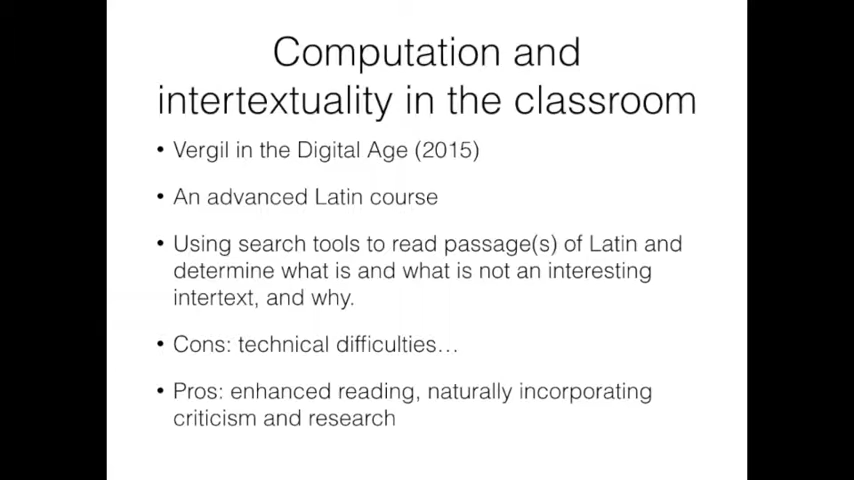 Computation and
intertextuality in the classroom
• Vergil in the Digital Age (2015)
• An advanced Latin course
• Using search tools to read passage(s) of Latin and
determine what is and what is not an interesting
intertext, and why.
• Cons: technical difficulties…
• Pros: enhanced reading, naturally incorporating
criticism and research